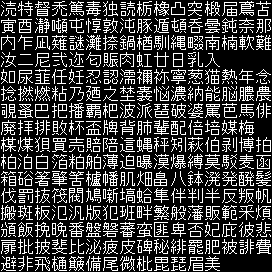 涜特督禿篤毒独読栃橡凸突椴届鳶苫
寅酉瀞噸屯惇敦沌豚遁頓呑曇鈍奈那
内乍凪薙謎灘捺鍋楢馴縄畷南楠軟難
汝二尼弐迩匂賑肉虹廿日乳入
如尿韮任妊忍認濡禰祢寧葱猫熱年念
捻撚燃粘乃廼之埜嚢悩濃納能脳膿農
覗蚤巴把播覇杷波派琶破婆罵芭馬俳
廃拝排敗杯盃牌背肺輩配倍培媒梅
楳煤狽買売賠陪這蝿秤矧萩伯剥博拍
柏泊白箔粕舶薄迫曝漠爆縛莫駁麦函
箱硲箸肇筈櫨幡肌畑畠八鉢溌発醗髪
伐罰抜筏閥鳩噺塙蛤隼伴判半反叛帆
搬斑板氾汎版犯班畔繁般藩販範釆煩
頒飯挽晩番盤磐蕃蛮匪卑否妃庇彼悲
扉批披斐比泌疲皮碑秘緋罷肥被誹費
避非飛樋簸備尾微枇毘琵眉美